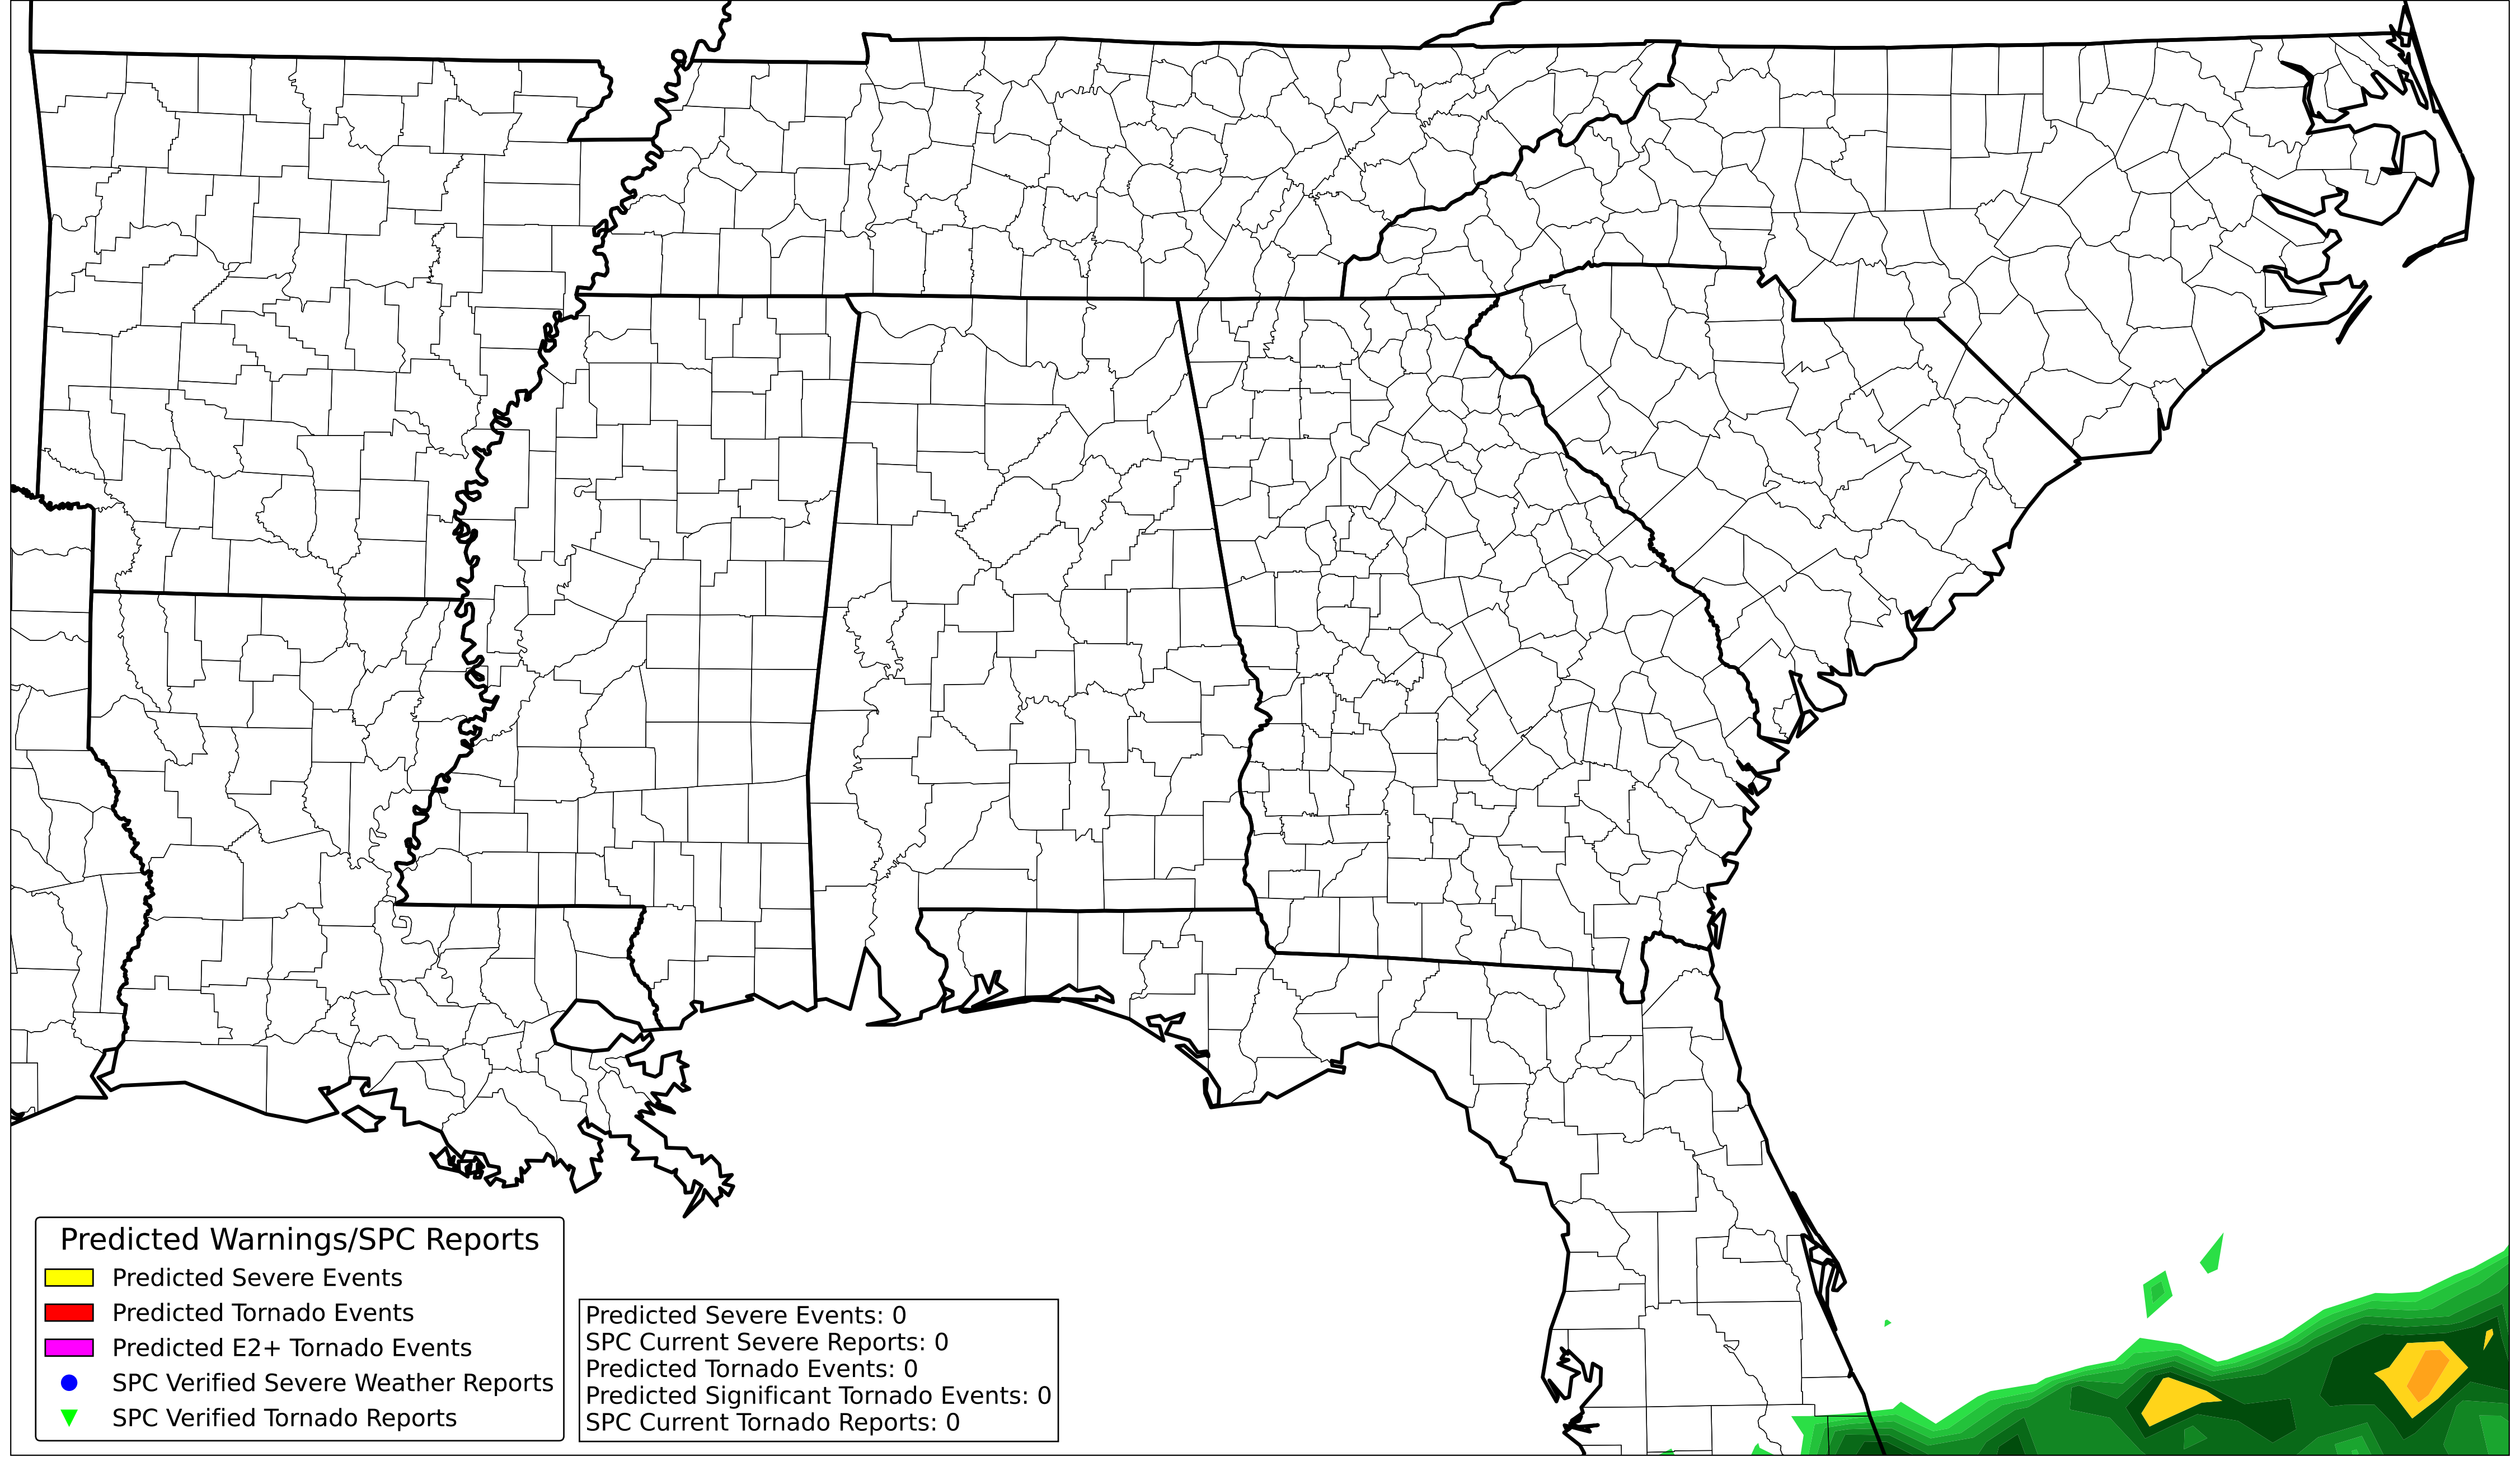 Predicted Warnings/SPC Reports
Predicted Severe Events
Predicted Tornado Events
Predicted E2+ Tornado Events
SPC Verified Severe Weather Reports
SPC Verified Tornado Reports
Predicted Severe Events: 0
SPC Current Severe Reports: 0
Predicted Tornado Events: 0
Predicted Significant Tornado Events: 0
SPC Current Tornado Reports: 0